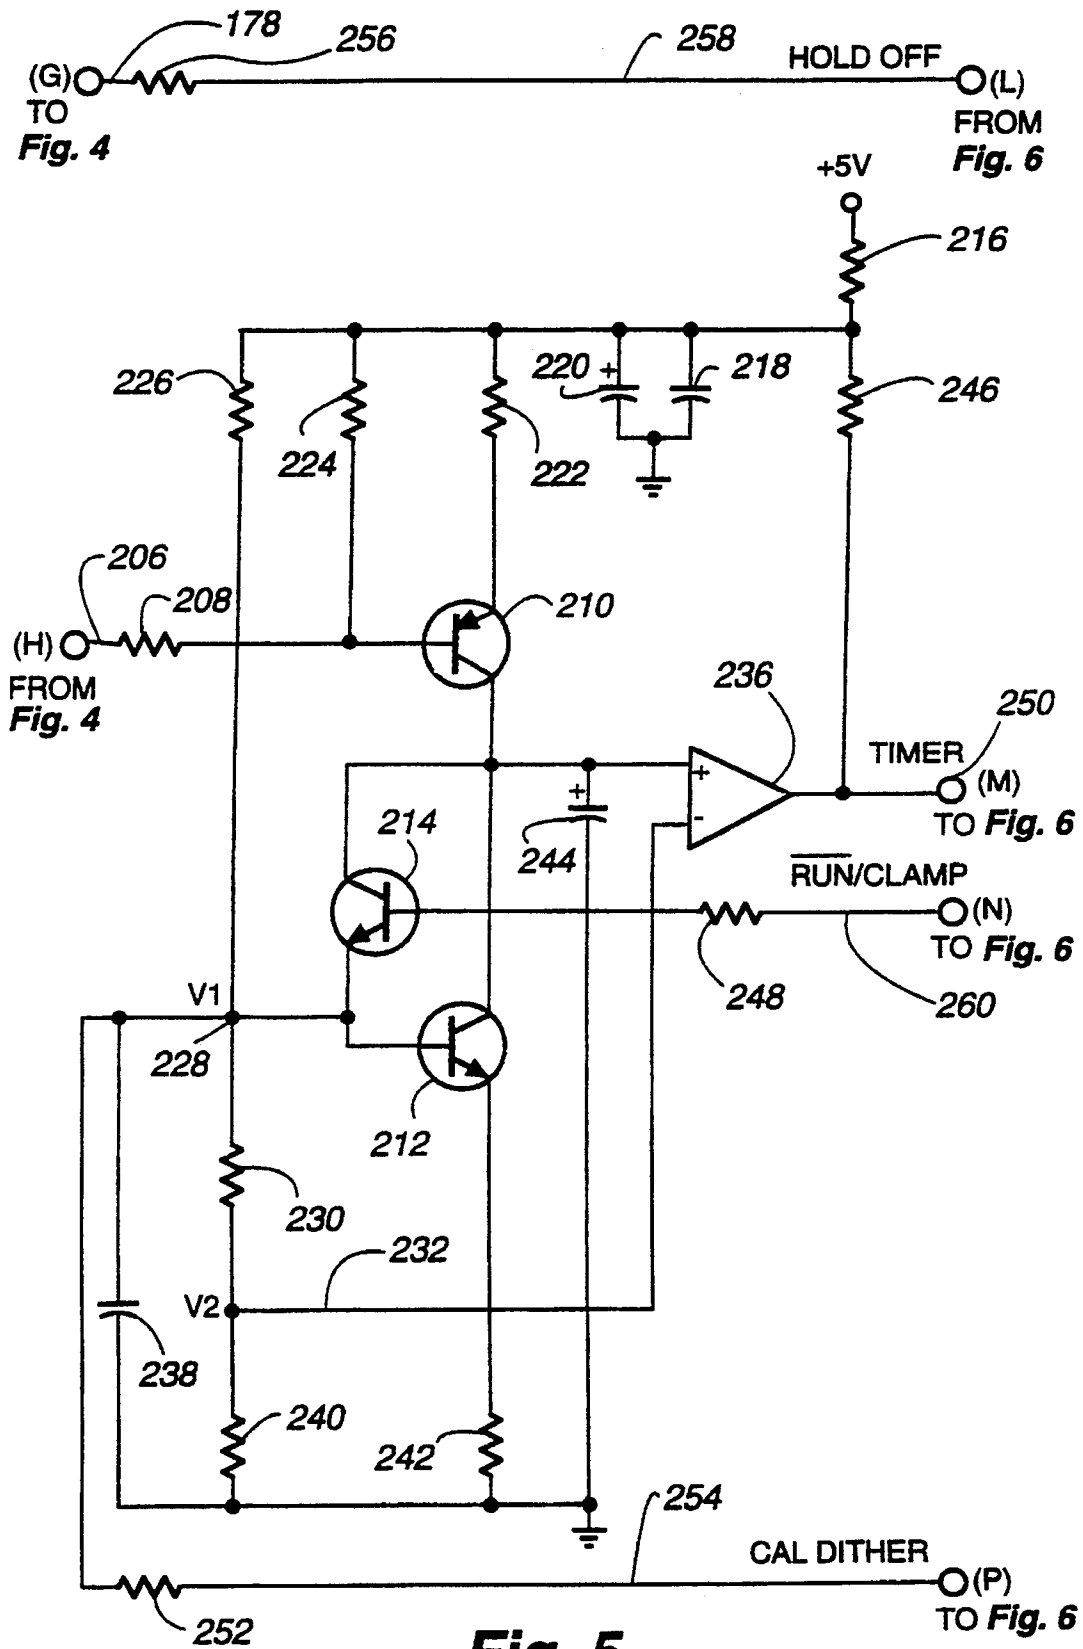 178
256
258
HOLD OFF
(G)
(L)
TO
Fig. 4
FROM
Fig. 6
+5V
216
226
224
222
220
+
218
246
206
208
210
(H)
FROM
Fig. 4
236
250
TIMER
(M)
TO Fig. 6
+
-
+
244
214
RUN/CLAMP
(N)
TO Fig. 6
248
260
V1
228
212
230
232
V2
238
240
242
254
CAL DITHER
(P)
TO Fig. 6
252
Fig. 5